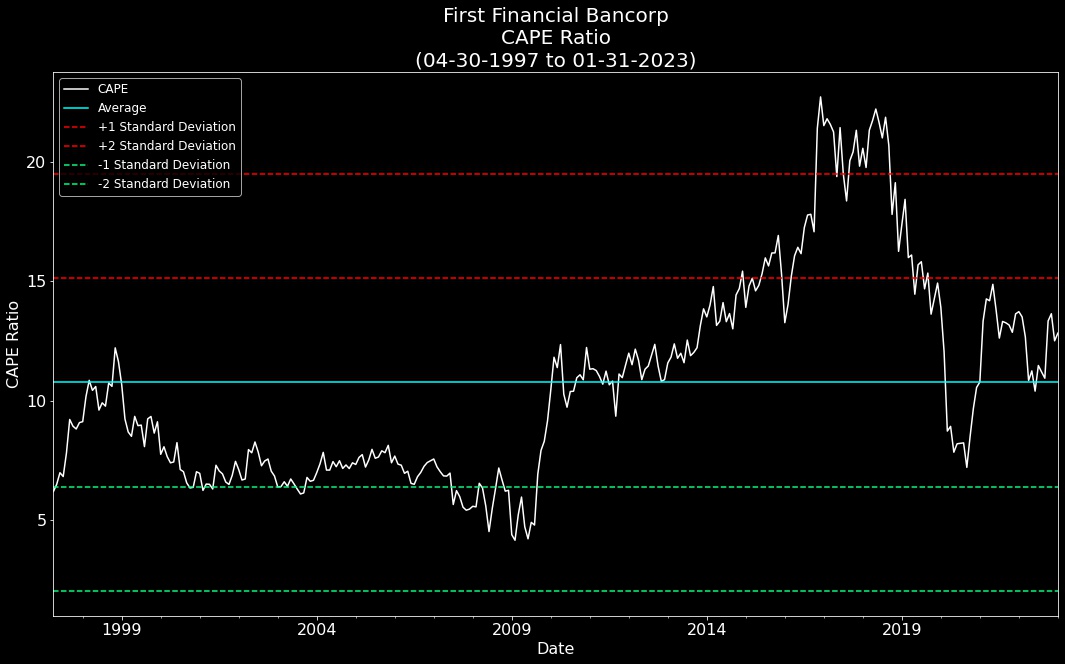 First Financial Bancorp
CAPE Ratio
(04-30-1997 to 01-31-2023)
CAPE
Average
+1 Standard Deviation
+2 Standard Deviation
-1 Standard Deviation
-2 Standard Deviation
CAPE Ratio
20
15
10
5
1999
2004
2009
2014
2019
Date